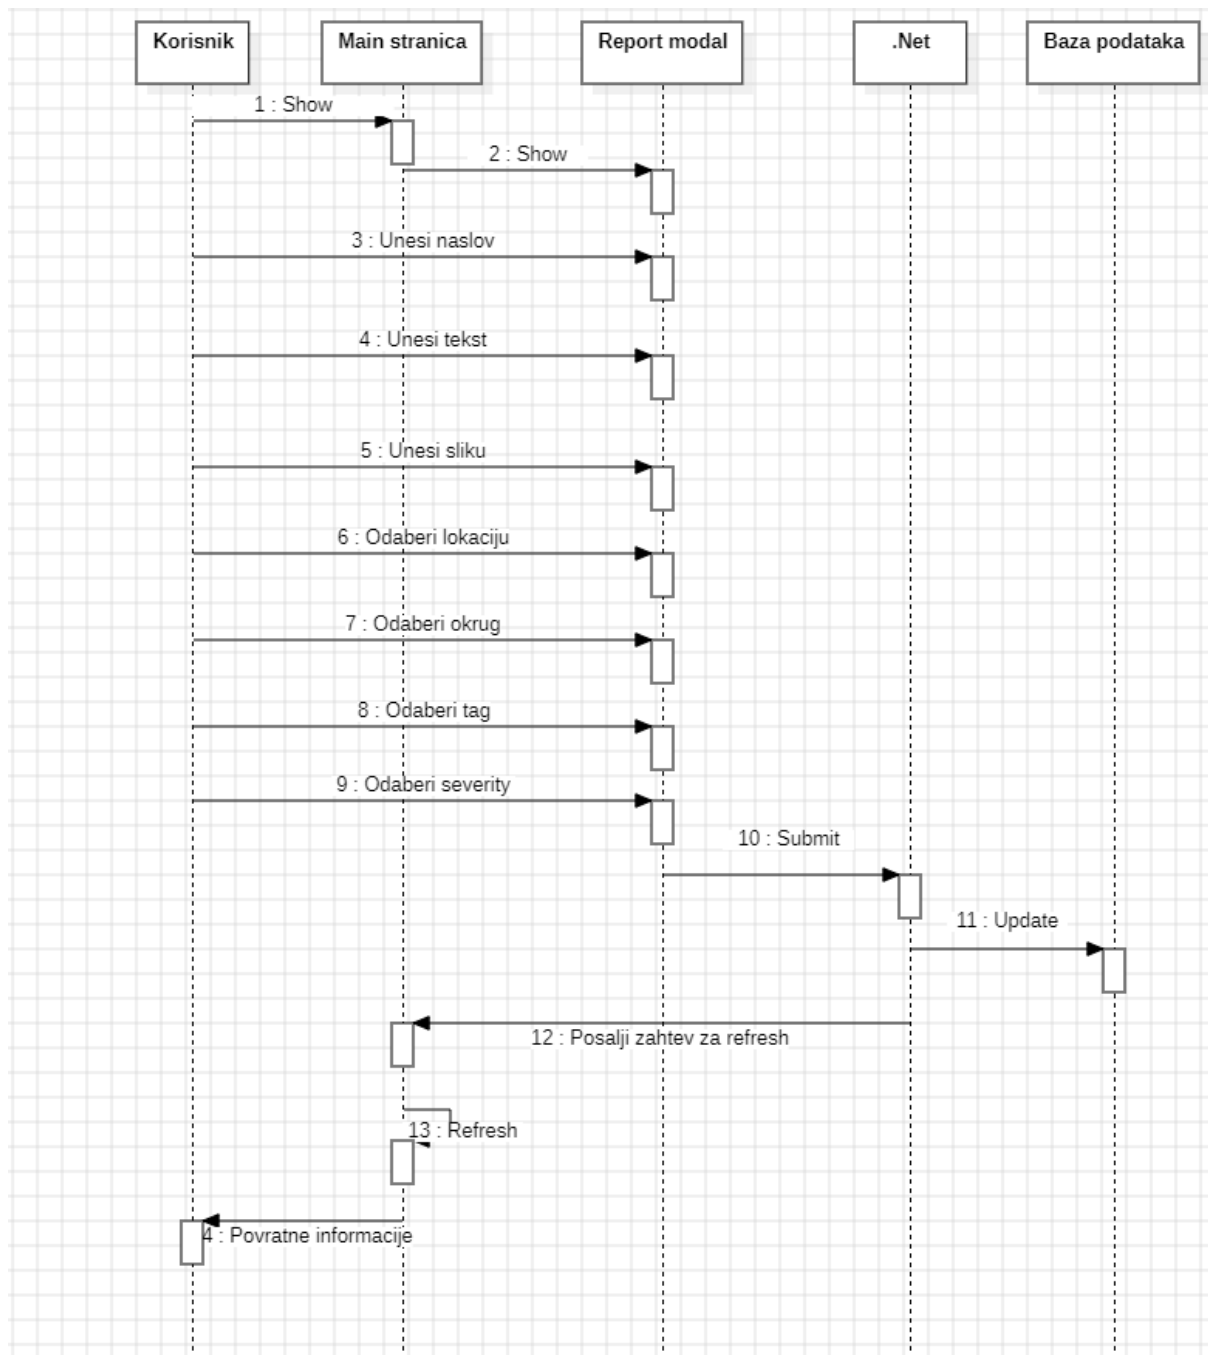 Korisnik
Main stranica
Report modal
.Net
Baza podataka
1 : Show
2 : Show
3 : Unesi naslov
4 : Unesi tekst
5 : Unesi sliku
6 : Odaberi lokaciju
7 : Odaberi okrug
8 : Odaberi tag
9 : Odaberi severity
10 : Submit
11 : Update
12 : Posalji zahtev za refresh
13 : Refresh
4 : Povratne informacije